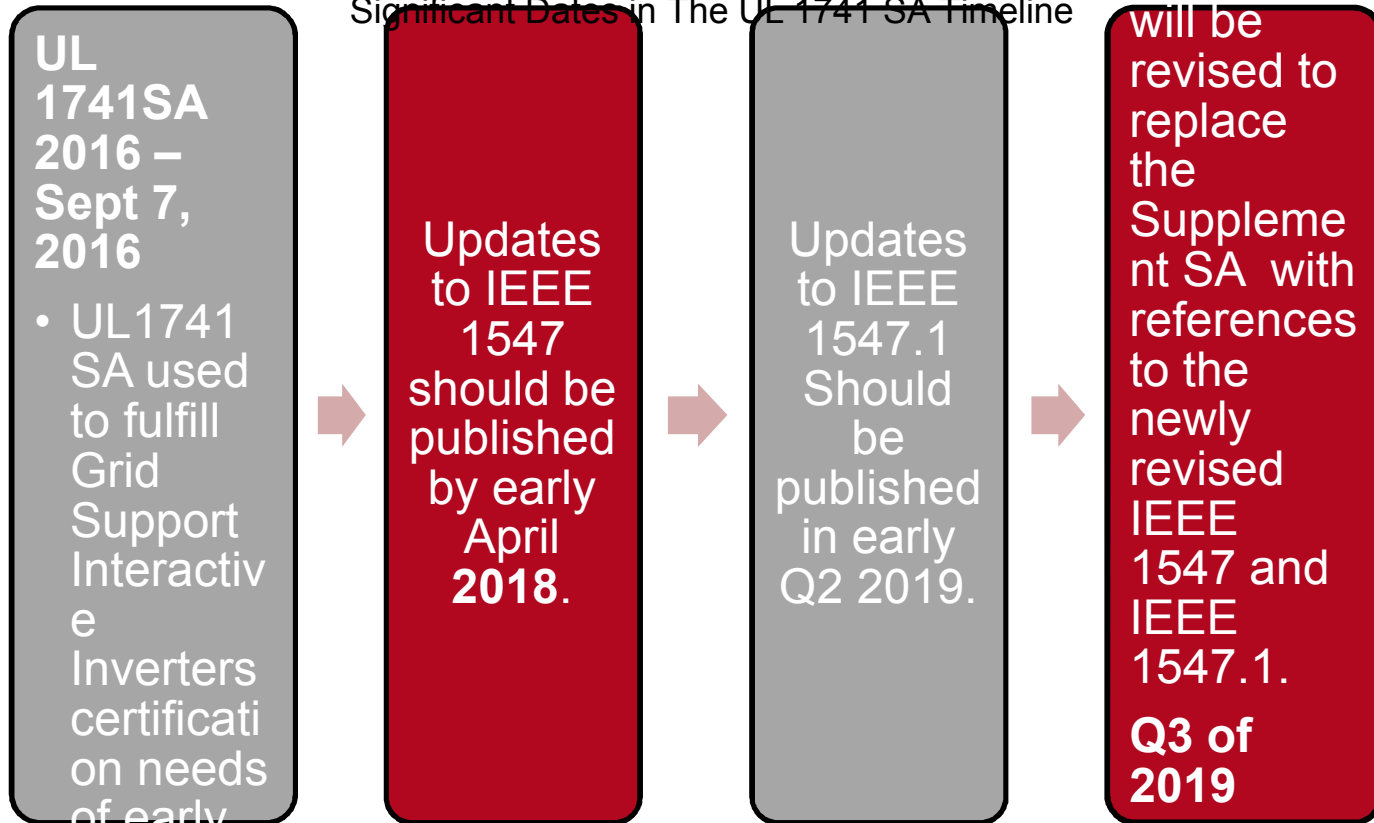 Significant Dates in The UL 1741 SA Timeline
UL
1741SA
2016 –
Sept 7,
2016
• UL1741
SA used
to fulfill
Grid
Support
Interactiv
e
Inverters
certificati
on needs
of early
Updates
to IEEE
1547
should be
published
by early
April
2018.
Updates
to IEEE
1547.1
Should
be
published
in early
Q2 2019.
will be
revised to
replace
the
Suppleme
nt SA with
references
to the
newly
revised
IEEE
1547 and
IEEE
1547.1.
Q3 of
2019